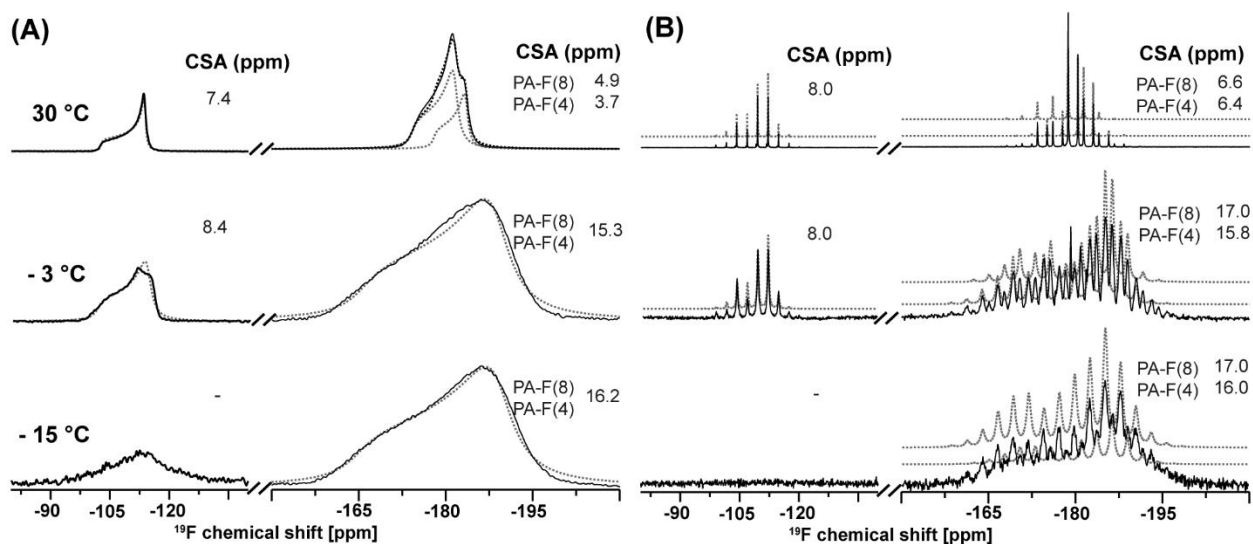 (A)
CSA (ppm)
7.4
CSA (ppm)
PA-F(8) 4.9
PA-F(4) 3.7
30 °C
8.4
PA-F(8)
PA-F(4) 15.3
- 3 °C
-
PA-F(8)
PA-F(4) 16.2
- 15 °C
-90 -105 -120 -165 -180 -195
19F chemical shift [ppm]
(B)
CSA (ppm)
8.0
CSA (ppm)
PA-F(8) 6.6
PA-F(4) 6.4
8.0
PA-F(8) 17.0
PA-F(4) 15.8
-
PA-F(8) 17.0
PA-F(4) 16.0
-90 -105 -120 -165 -180 -195
19F chemical shift [ppm]